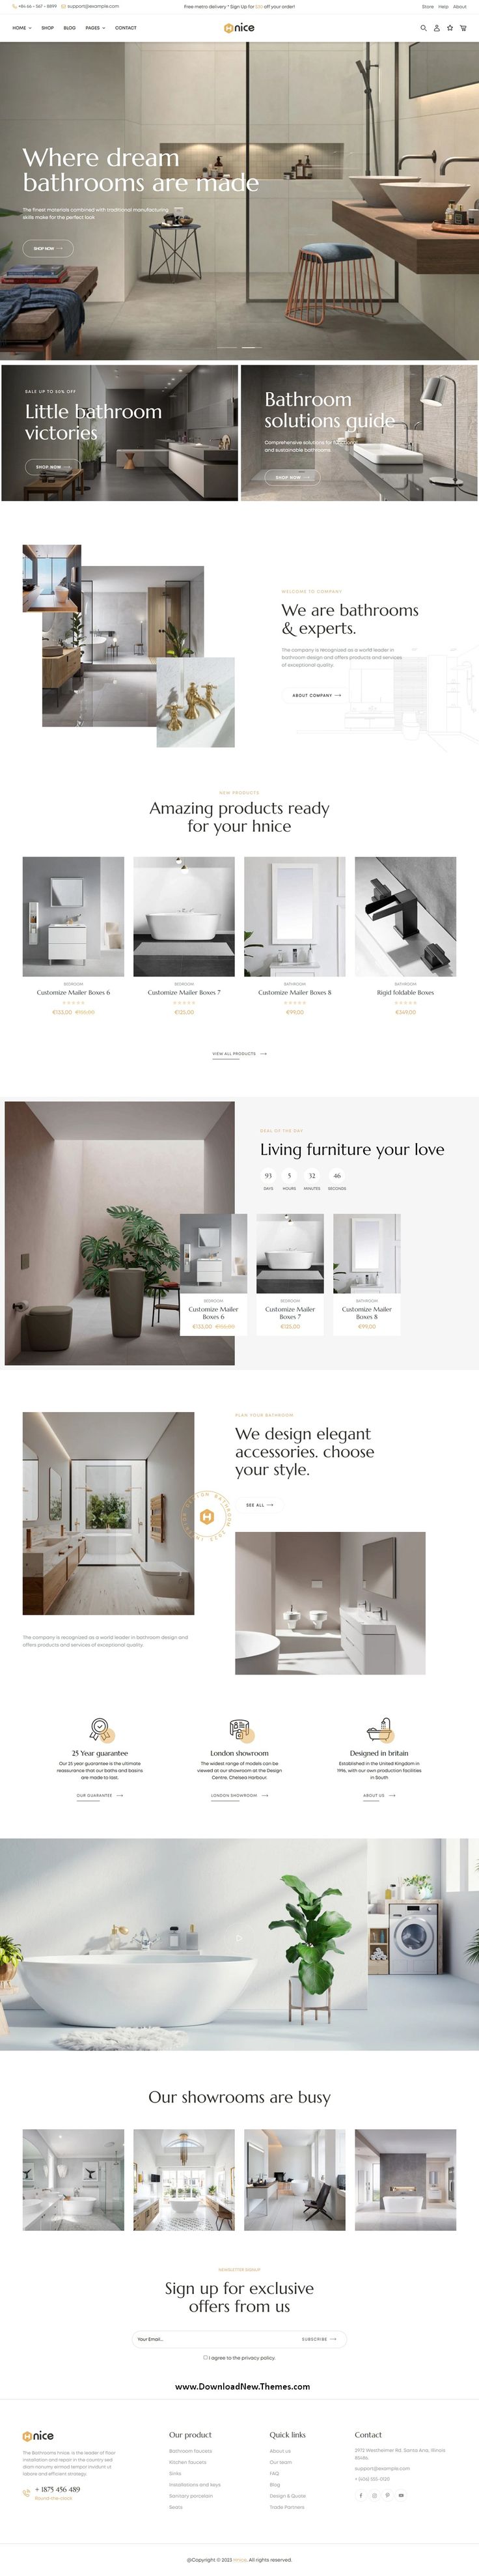 +84 64 - 567 - 8899 support@example.com
Free metro delivery * Sign Up for $10 off your order!
Store Help About
HOME SHOP BLOG PAGES CONTACT
Hnice
Where dream
bathrooms are made
The finest materials combined with traditional manufacturing
skills make for the perfect look
SHOP NOW
SALE UP TO 50% OFF
Little bathroom
victories
SHOP NOW
Bathroom
solutions guide
Comprehensive solutions for
and sustainable bathrooms
SHOP NOW
WELCOME TO COMPANY
We are bathrooms
& experts.
The company is recognised as a world leader in
bathroom design and offers products and services
of exceptional quality.
ABOUT COMPANY
NEW PRODUCTS
Amazing products ready
for your hnice
BEDROOM
Customize Mailer Boxes 6
€133.00
BEDROOM
Customize Mailer Boxes 7
€125.00
BATHROOM
Customize Mailer Boxes 8
€99.00
BATHROOM
Rigid foldable Boxes
€369.00
VIEW ALL PRODUCTS
DEAL OF THE DAY
Living furniture your love
93 5 32 46
DAYS HOURS MINUTES SECONDS
BEDROOM
Customize Mailer
Boxes 6
€133.00
BEDROOM
Customize Mailer
Boxes 7
€125.00
BATHROOM
Customize Mailer
Boxes 8
€99.00
PLAN YOUR BATHROOM
We design elegant
accessories. choose
your style.
SEE ALL
The company is recognized as a world leader in bathroom design and
offers products and services of exceptional quality.
25 Year guarantee
Our 25 year guarantee is the ultimate
reassurance that our baths and basins
are made to last.
OUR GUARANTEE
London showroom
The widest range of models can be
viewed at our showroom at the Design
Centre, Chelsea Harbour.
LONDON SHOWROOM
Designed in britain
Established in the United Kingdom in
1996, with our own production facilities
in South
ABOUT US
Our showrooms are busy
NEWSLETTER SIGNUP
Sign up for exclusive
offers from us
Your Email... SUBSCRIBE
I agree to the privacy policy.
www.DownloadNew.Themes.com
Hnice
The Bathrooms hnice is the leader of floor
installation and repair in the country sed
diam nonumy eirmod tempor invidunt ut
labore and efficient strategy.
+ 1875 456 489
Round-the-clock
Our product
Bathroom faucets
Kitchen faucets
Sinks
Installations and keys
Sanitary porcelain
Seats
Quick links
About us
Our team
FAQ
Blog
Design & Quote
Trade Partners
Contact
2972 Westheimer Rd. Santa Ana, Illinois
85486.
support@example.com
+ (406) 555-0120
@Copyright © 2023 Hnice. All rights reserved.